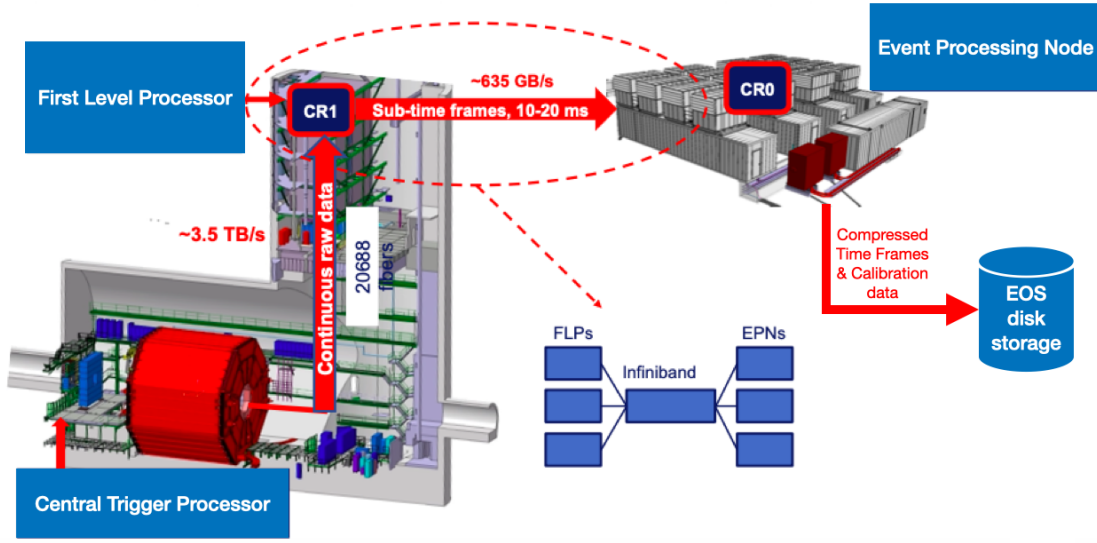 First Level Processor
CR1
~635 GB/s
Sub-time frames, 10-20 ms
CR0
Event Processing Node
~3.5 TB/s
Continuous raw data
20688
fibers
Compressed
Time Frames
& Calibration
data
EOS
disk
storage
FLPs
Infiniband
EPNs
Central Trigger Processor